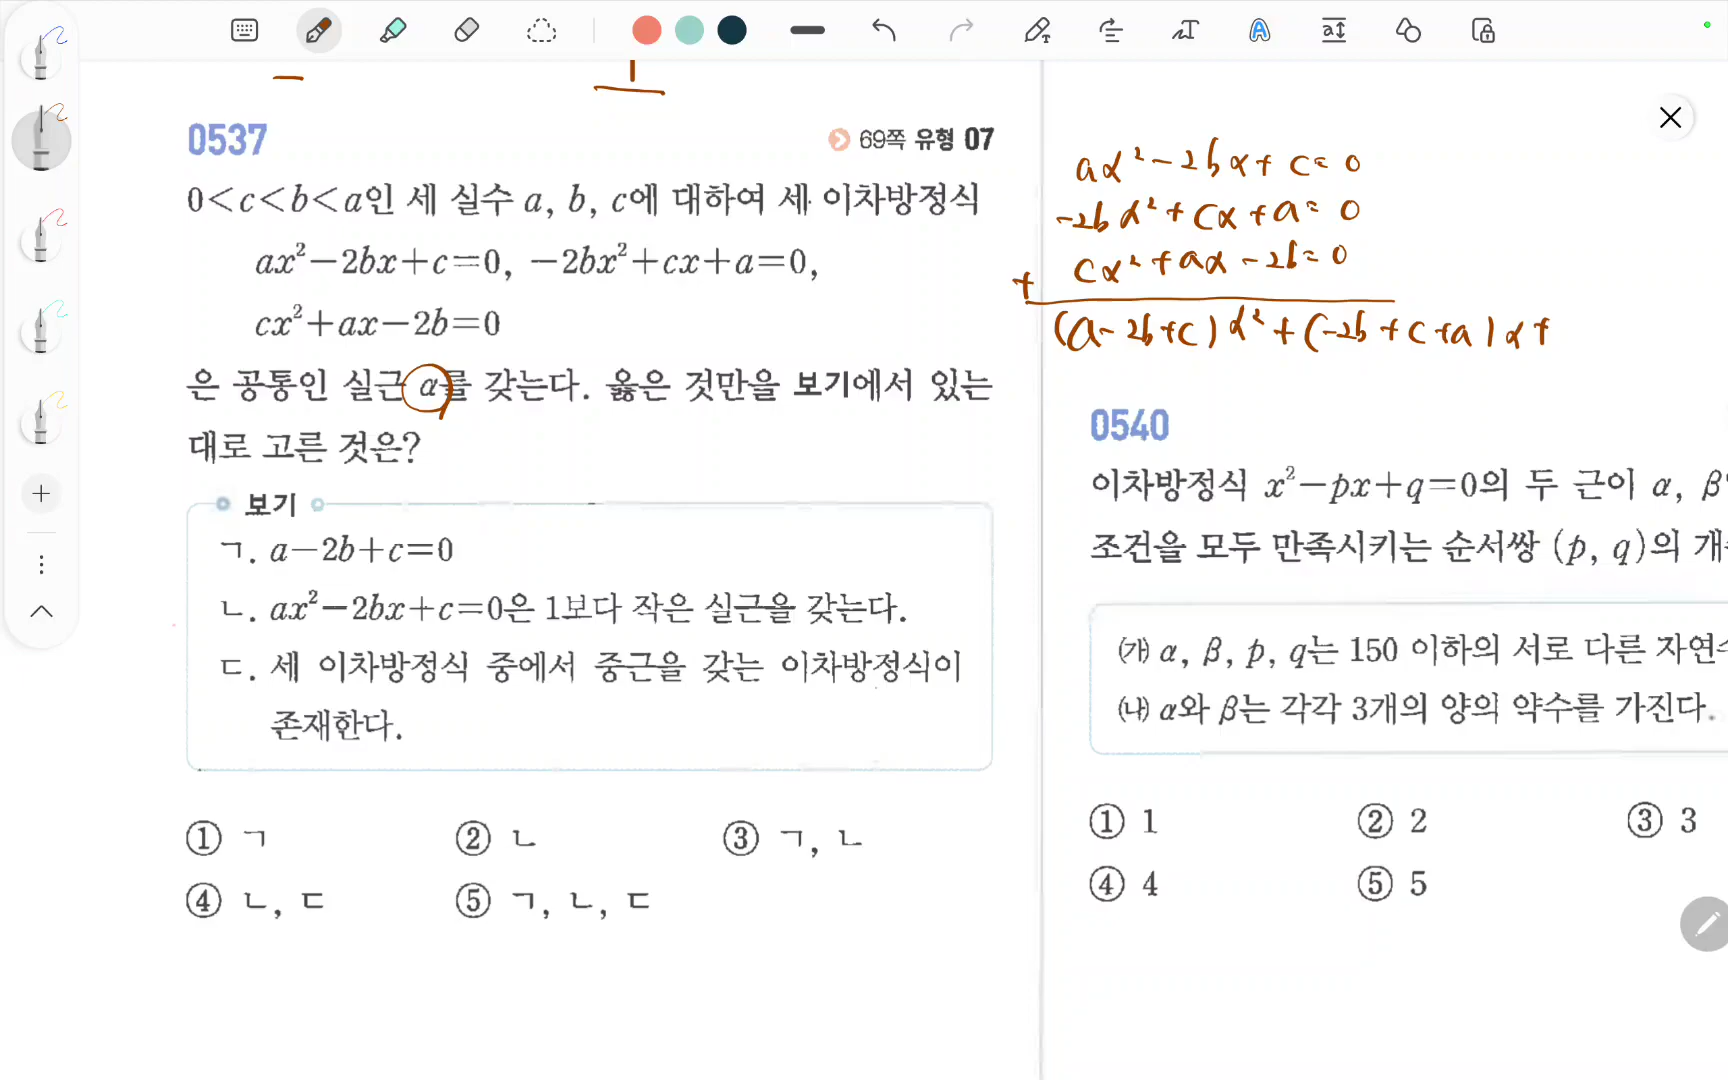 0537
69쪽 유형 07
0<c<b<a인 세 실수 a, b, c에 대하여 세 이차방정식
ax²-2bx+c=0, -2bx²+cx+a=0,
cx²+ax-2b=0
은 공통인 실근 α를 갖는다. 옳은 것만을 보기에서 있는
대로 고른 것은?
보기
ㄱ. a-2b+c=0
ㄴ. ax²-2bx+c=0은 1보다 작은 실근을 갖는다.
ㄷ. 세 이차방정식 중에서 중근을 갖는 이차방정식이
존재한다.
① ㄱ ② ㄴ ③ ㄱ, ㄴ
④ ㄴ, ㄷ ⑤ ㄱ, ㄴ, ㄷ
aα²-2bα+c=0
-2bα²+cα+a=0
cα²+aα-2b=0
+
(a-2b+c)α²+(-2b+c+a)α+
0540
이차방정식 x²-px+q=0의 두 근이 α, β
조건을 모두 만족시키는 순서쌍 (p, q)의 개
㈎ α, β, p, q는 150 이하의 서로 다른 자연
㈏ α와 β는 각각 3개의 양의 약수를 가진다.
① 1 ② 2 ③ 3
④ 4 ⑤ 5